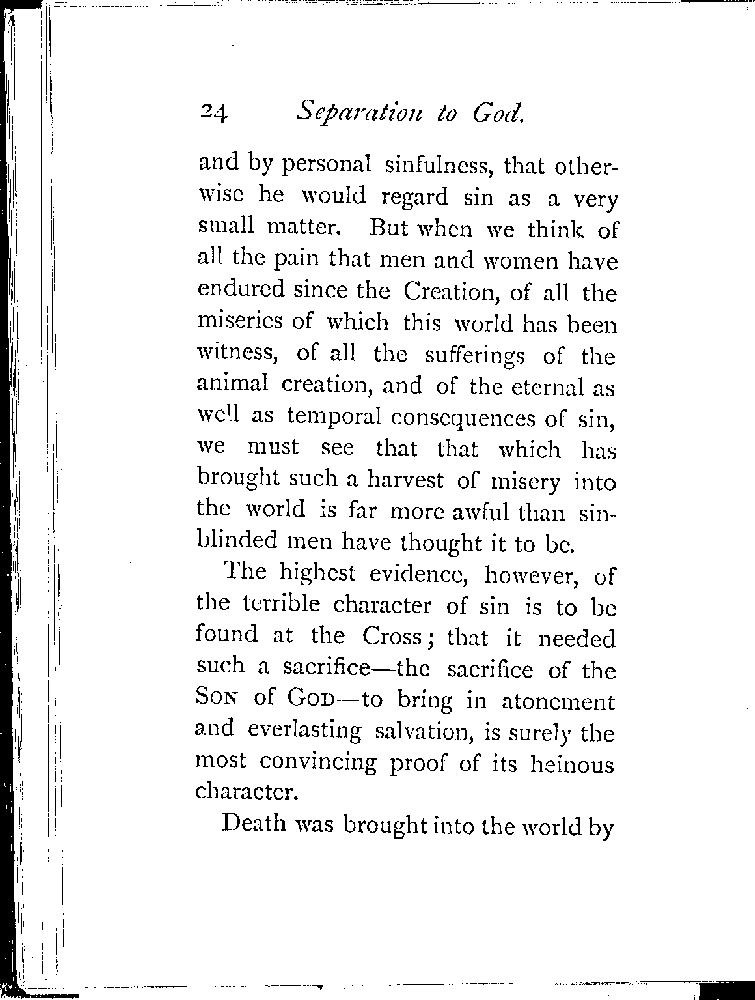 24 Separation to God.
and by personal sinfulness, that other-
wise he would regard sin as a very
small matter. But when we think of
all the pain that men and women have
endured since the Creation, of all the
miseries of which this world has been
witness, of all the sufferings of the
animal creation, and of the eternal as
well as temporal consequences of sin,
we must see that that which has
brought such a harvest of misery into
the world is far more awful than sin-
blinded men have thought it to be.
The highest evidence, however, of
the terrible character of sin is to be
found at the Cross; that it needed
such a sacrifice—the sacrifice of the
SON of GOD—to bring in atonement
and everlasting salvation, is surely the
most convincing proof of its heinous
character.
Death was brought into the world by